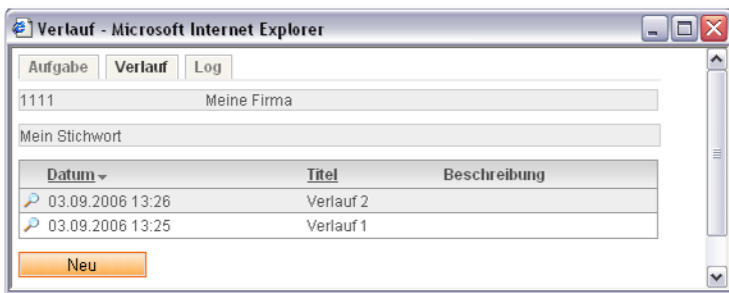 Verlauf - Microsoft Internet Explorer
Aufgabe Verlauf Log
1111 Meine Firma
Mein Stichwort
Datum Titel Beschreibung
03.09.2006 13:26 Verlauf 2
03.09.2006 13:25 Verlauf 1
Neu